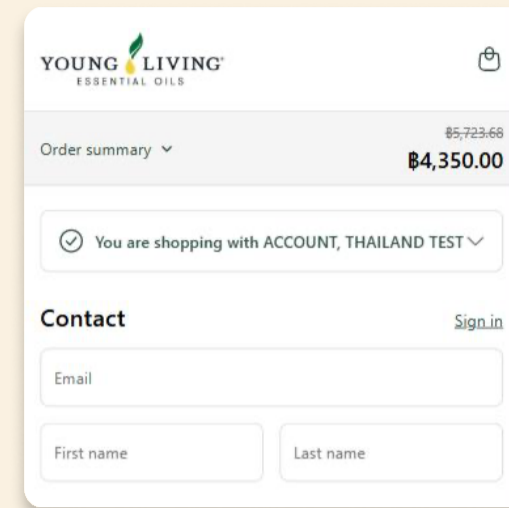 YOUNG LIVING
ESSENTIAL OILS
฿5,723.68
Order summary
฿4,350.00
You are shopping with ACCOUNT, THAILAND TEST
Contact
Sign in
Email
First name
Last name